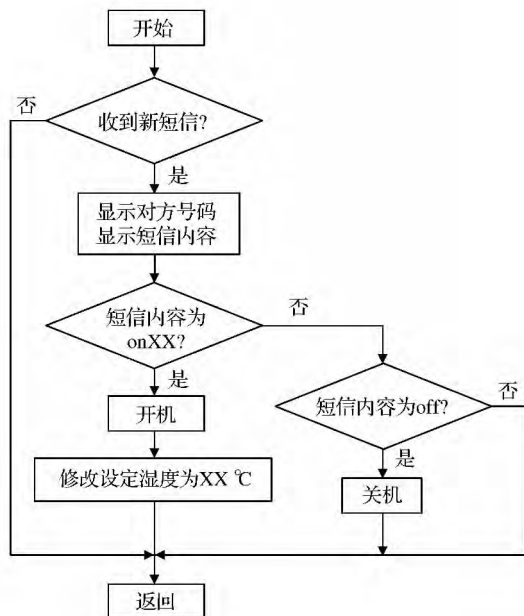 开始
否
收到新短信?
是
显示对方号码
显示短信内容
否
短信内容为
onXX?
是
否
短信内容为off?
开机
是
修改设定湿度为XX ℃
关机
返回